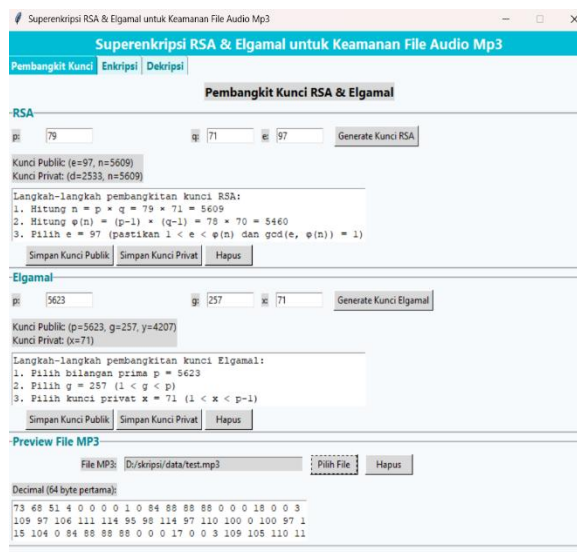 Superenkripsi RSA & Elgamal untuk Keamanan File Audio Mp3
Superenkripsi RSA & Elgamal untuk Keamanan File Audio Mp3
Pembangkit Kunci Enkripsi Dekripsi
Pembangkit Kunci RSA & Elgamal
RSA
p: 79 q: 71 e: 97 Generate Kunci RSA
Kunci Publik: (e=97, n=5609)
Kunci Privat: (d=2533, n=5609)
Langkah-langkah pembangkitan kunci RSA:
1. Hitung n = p × q = 79 × 71 = 5609
2. Hitung φ(n) = (p-1) × (q-1) = 78 × 70 = 5460
3. Pilih e = 97 (pastikan 1 < e < φ(n) dan gcd(e, φ(n)) = 1)
Simpan Kunci Publik Simpan Kunci Privat Hapus
Elgamal
p: 5623 g: 257 x: 71 Generate Kunci Elgamal
Kunci Publik: (p=5623, g=257, y=4207)
Kunci Privat: (x=71)
Langkah-langkah pembangkitan kunci Elgamal:
1. Pilih bilangan prima p = 5623
2. Pilih g = 257 (1 < g < p)
3. Pilih kunci privat x = 71 (1 < x < p-1)
Simpan Kunci Publik Simpan Kunci Privat Hapus
Preview File MP3
File MP3: D:/skripsi/data/test.mp3 Pilih File Hapus
Decimal (64 byte pertama):
73 68 51 4 0 0 0 0 1 0 84 88 88 88 0 0 0 18 0 0 3
109 97 106 111 114 95 98 114 97 110 100 0 100 97 1
15 104 0 84 88 88 88 0 0 0 17 0 0 3 109 105 110 11